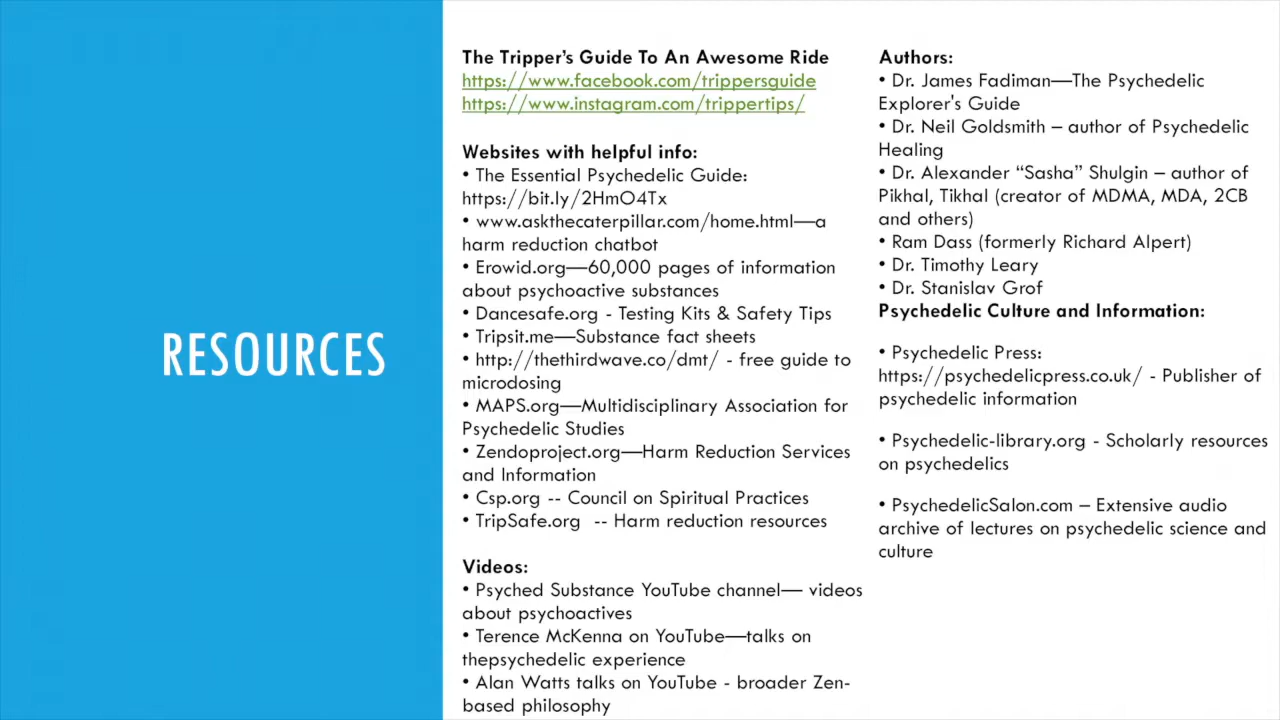 RESOURCES
The Tripper's Guide To An Awesome Ride
https://www.facebook.com/trippersguide
https://www.instagram.com/trippertips/
Websites with helpful info:
• The Essential Psychedelic Guide:
https://bit.ly/2HmO4Tx
• www.askthecaterpillar.com/home.html—a
harm reduction chatbot
• Erowid.org—60,000 pages of information
about psychoactive substances
• Dancesafe.org - Testing Kits & Safety Tips
• Tripsit.me—Substance fact sheets
• http://thethirdwave.co/dmt/ - free guide to
microdosing
• MAPS.org—Multidisciplinary Association for
Psychedelic Studies
• Zendoproject.org—Harm Reduction Services
and Information
• Csp.org -- Council on Spiritual Practices
• TripSafe.org  -- Harm reduction resources
Videos:
• Psyched Substance YouTube channel— videos
about psychoactives
• Terence McKenna on YouTube—talks on
thepsychedelic experience
• Alan Watts talks on YouTube - broader Zen-
based philosophy
Authors:
• Dr. James Fadiman—The Psychedelic
Explorer's Guide
• Dr. Neil Goldsmith – author of Psychedelic
Healing
• Dr. Alexander “Sasha” Shulgin – author of
Pikhal, Tikhal (creator of MDMA, MDA, 2CB
and others)
• Ram Dass (formerly Richard Alpert)
• Dr. Timothy Leary
• Dr. Stanislav Grof
Psychedelic Culture and Information:
• Psychedelic Press:
https://psychedelicpress.co.uk/ - Publisher of
psychedelic information
• Psychedelic-library.org - Scholarly resources
on psychedelics
• PsychedelicSalon.com – Extensive audio
archive of lectures on psychedelic science and
culture